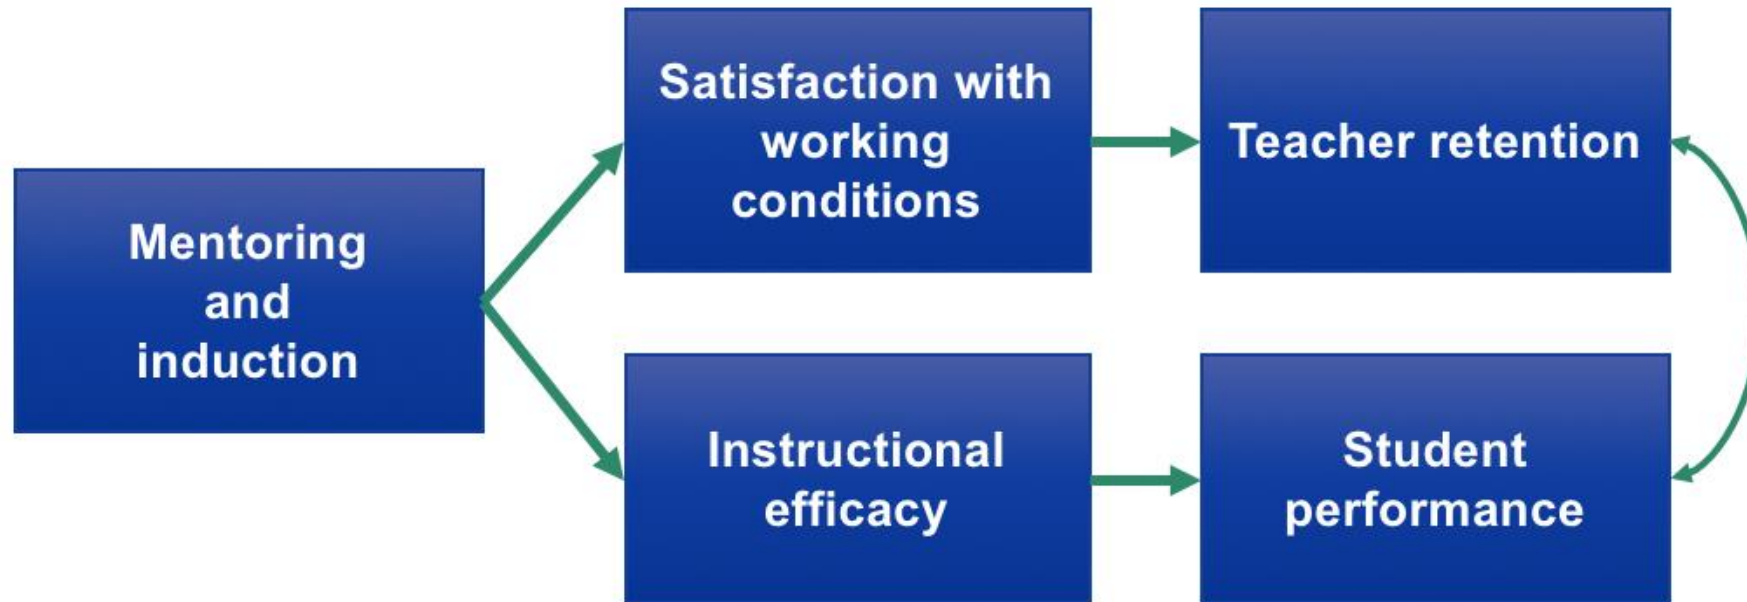 Mentoring
and
induction
Satisfaction with
working
conditions
Teacher retention
Instructional
efficacy
Student
performance